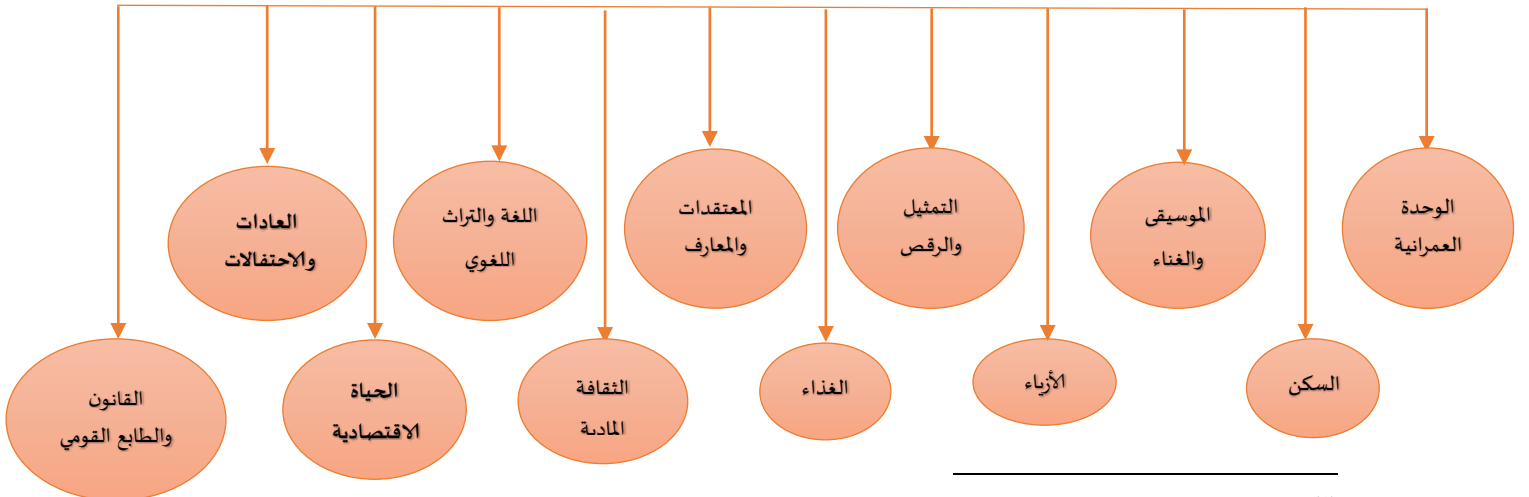 الوحدة
العمرانية
السكن
الموسيقى
والغناء
الأزياء
التمثيل
والرقص
الغذاء
المعتقدات
والمعارف
الثقافة
المادية
اللغة والتراث
اللغوي
الحياة
الاقتصادية
العادات
والاحتفالات
القانون
والطابع القومي